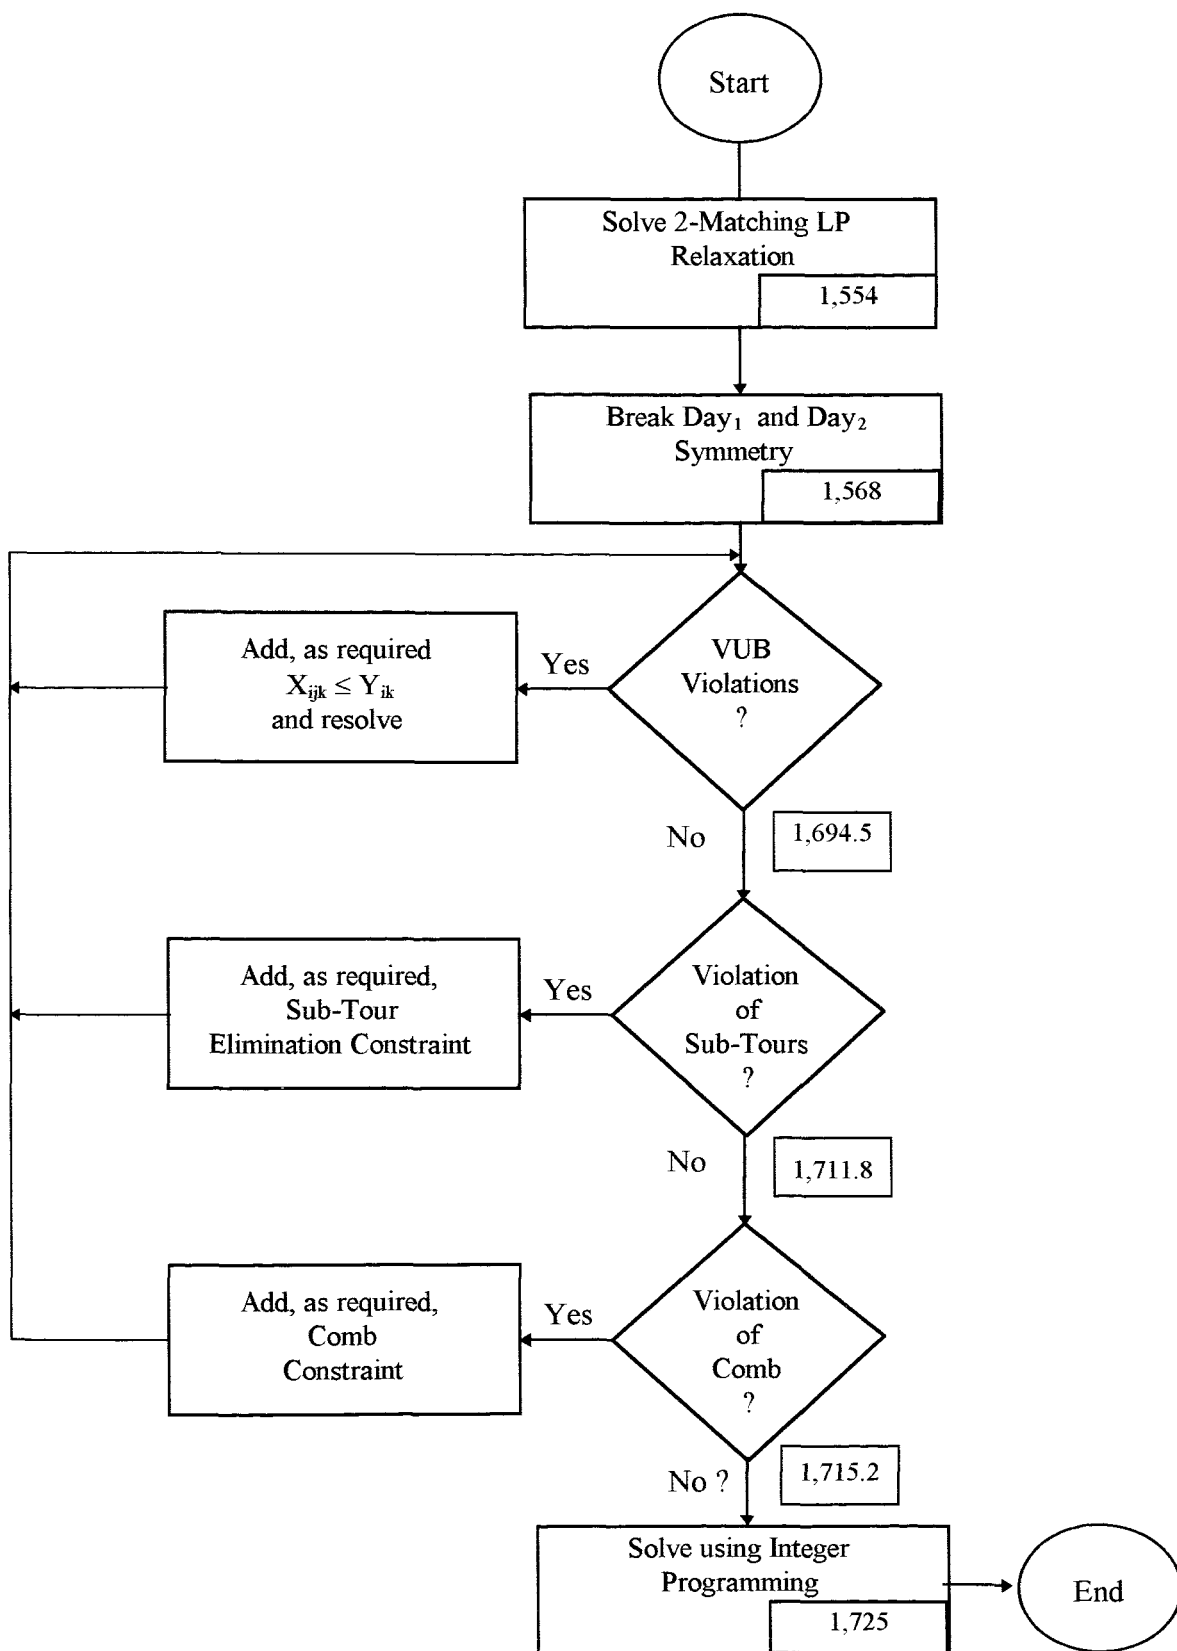 Start
Solve 2-Matching LP
Relaxation
1,554
Break Day₁ and Day₂
Symmetry
1,568
VUB
Violations
?
Yes
Add, as required
Xᵢⱼₖ ≤ Yᵢₖ
and resolve
No
1,694.5
Violation
of
Sub-Tours
?
Yes
Add, as required,
Sub-Tour
Elimination Constraint
No
1,711.8
Violation
of
Comb
?
Yes
Add, as required,
Comb
Constraint
No ?
1,715.2
Solve using Integer
Programming
1,725
End